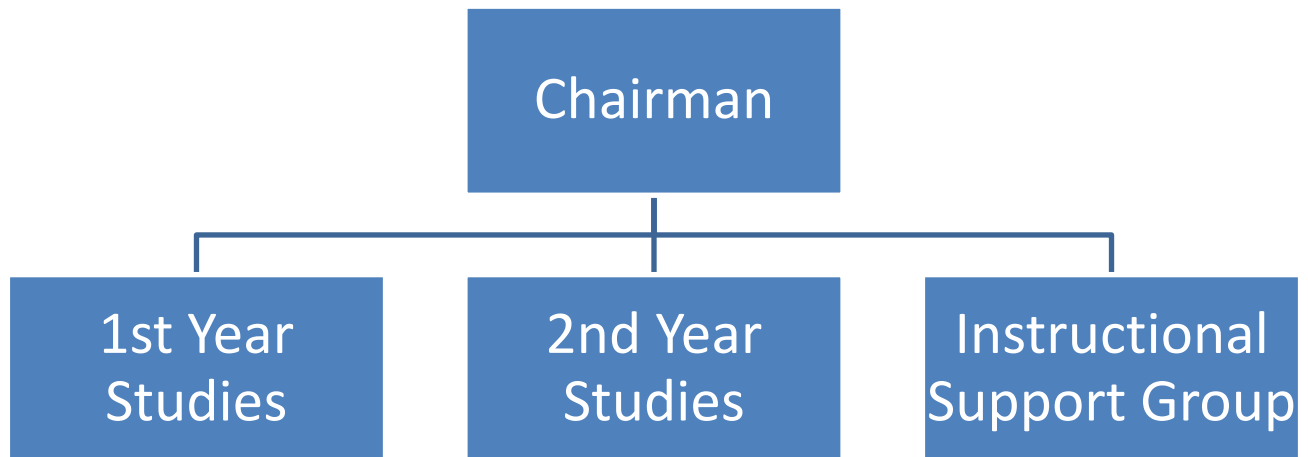 Chairman
1st Year
Studies
2nd Year
Studies
Instructional
Support Group